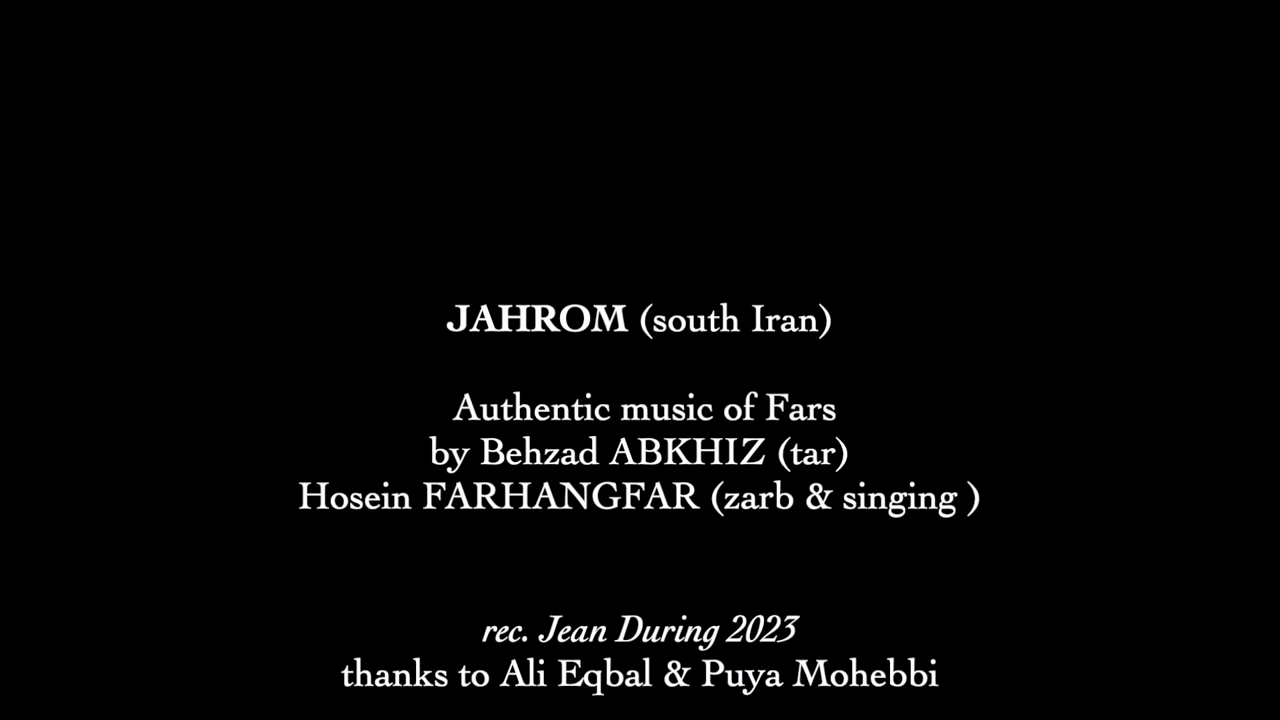 JAHROM (south Iran)
Authentic music of Fars
by Behzad ABKHIZ (tar)
Hosein FARHANGFAR (zarb & singing )
rec. Jean During 2023
thanks to Ali Eqbal & Puya Mohebbi